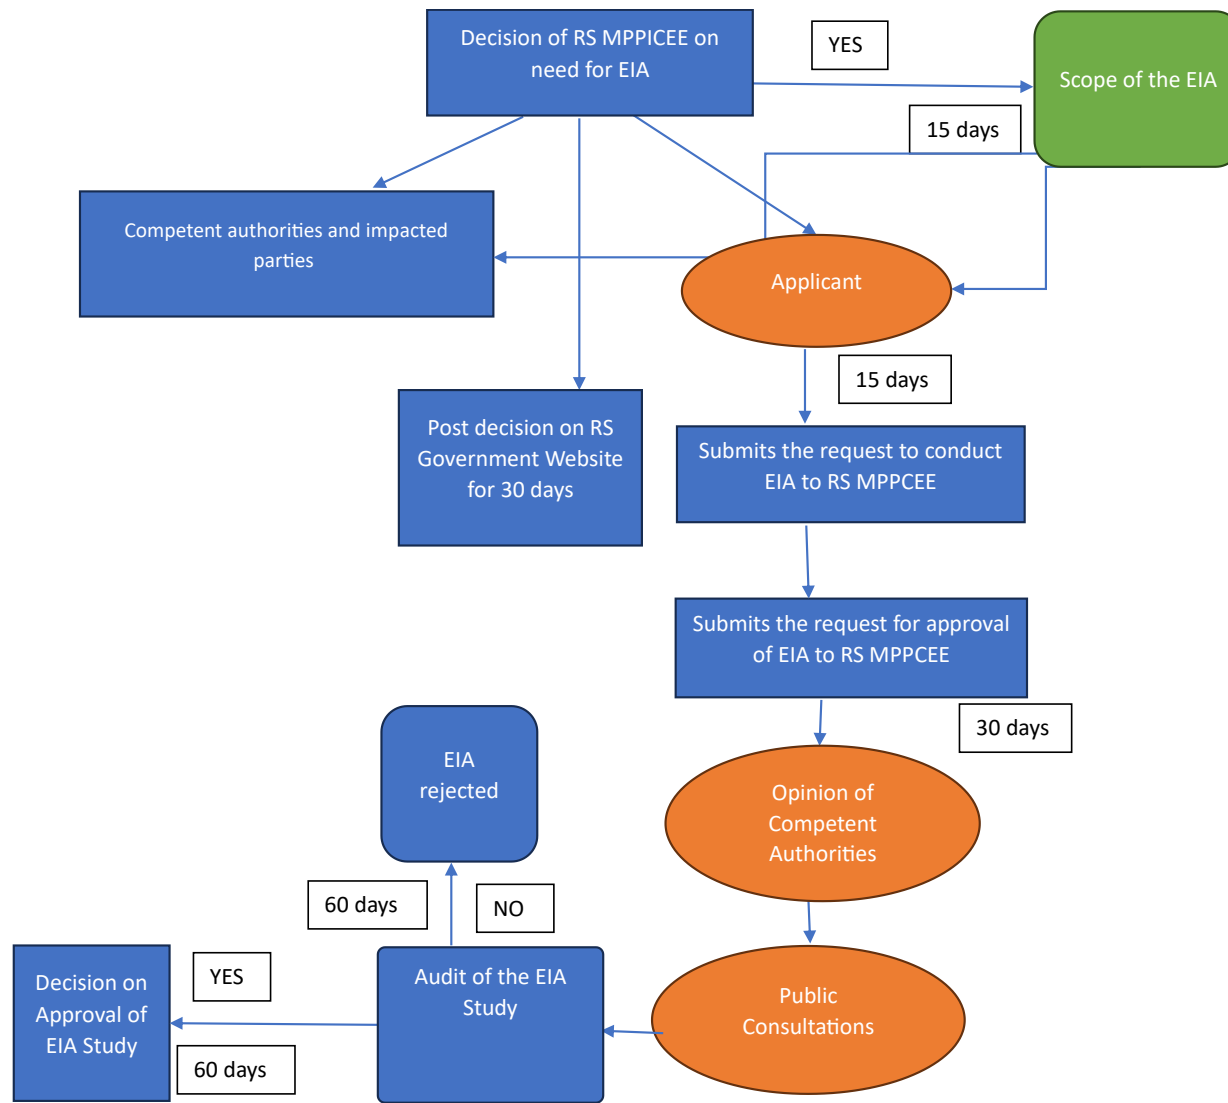 Decision of RS MPPICEE on
need for EIA
YES
Scope of the EIA
15 days
Competent authorities and impacted
parties
Applicant
15 days
Post decision on RS
Government Website
for 30 days
Submits the request to conduct
EIA to RS MPPCEE
Submits the request for approval
of EIA to RS MPPCEE
30 days
EIA
rejected
Opinion of
Competent
Authorities
60 days
NO
YES
Decision on
Approval of
EIA Study
Audit of the EIA
Study
Public
Consultations
60 days